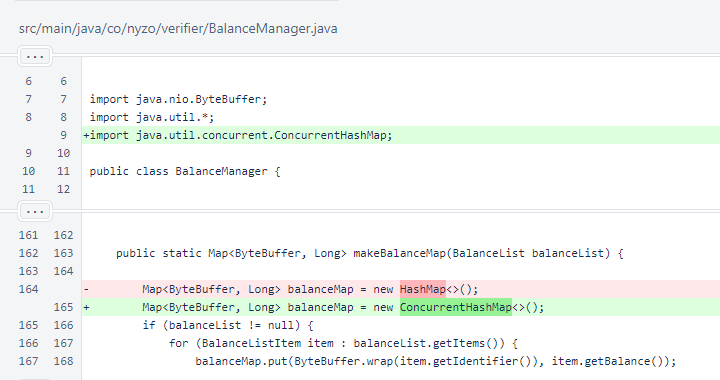 src/main/java/co/nyzo/verifier/BalanceManager.java
...
6 6
7 7 import java.nio.ByteBuffer;
8 8 import java.util.*;
9 +import java.util.concurrent.ConcurrentHashMap;
9 10
10 11 public class BalanceManager {
11 12
...
161 162
162 163 public static Map<ByteBuffer, Long> makeBalanceMap(BalanceList balanceList) {
163 164
164 - Map<ByteBuffer, Long> balanceMap = new HashMap<>();
165 + Map<ByteBuffer, Long> balanceMap = new ConcurrentHashMap<>();
165 166 if (balanceList != null) {
166 167 for (BalanceListItem item : balanceList.getItems()) {
167 168 balanceMap.put(ByteBuffer.wrap(item.getIdentifier()), item.getBalance());